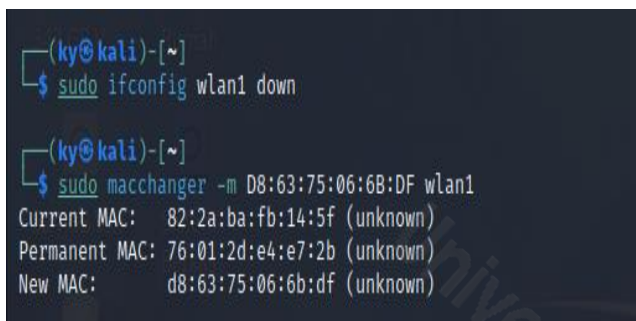 ┌──(ky㉿kali)-[~]
└─$ sudo ifconfig wlan1 down
┌──(ky㉿kali)-[~]
└─$ sudo macchanger -m D8:63:75:06:6B:DF wlan1
Current MAC:   82:2a:ba:fb:14:5f (unknown)
Permanent MAC: 76:01:2d:e4:e7:2b (unknown)
New MAC:       d8:63:75:06:6b:df (unknown)